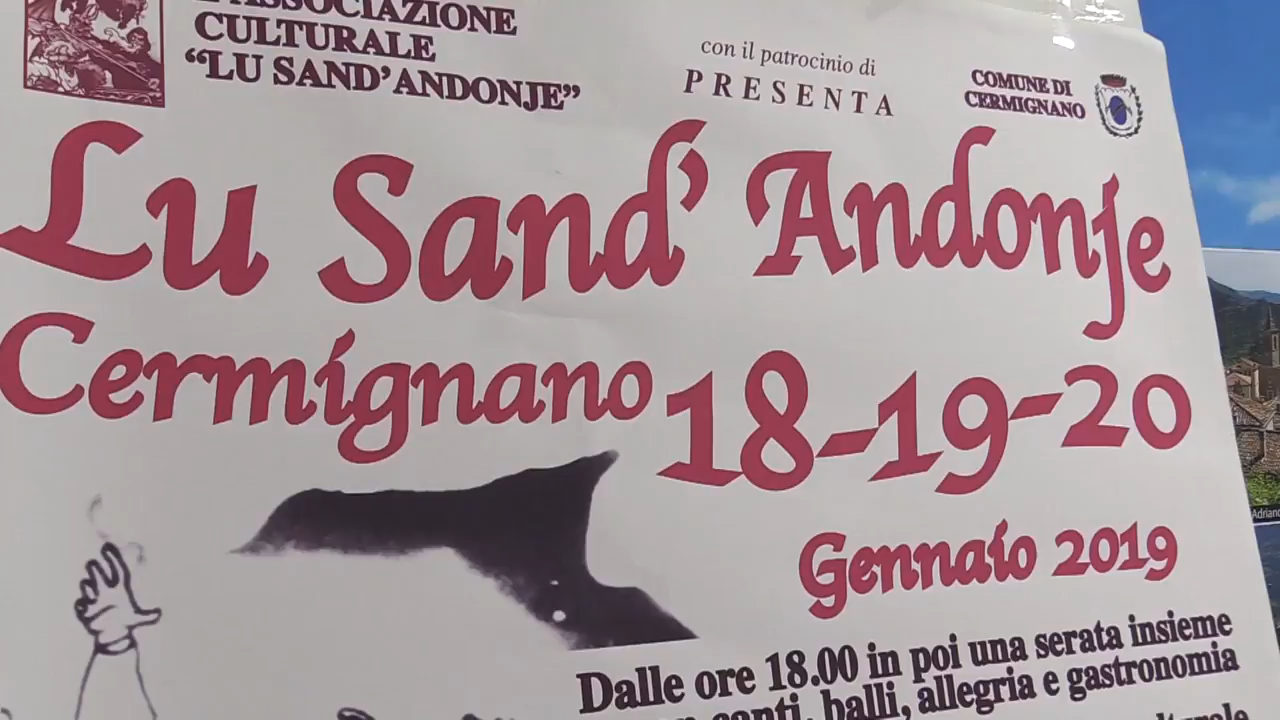 L'ASSOCIAZIONE
CULTURALE
“LU SAND’ANDONJE”
con il patrocinio di
PRESENTA
COMUNE DI
CERMIGNANO
Lu Sand’ Andonje
Cermignano 18-19-20
Gennaio 2019
Dalle ore 18.00 in poi una serata insieme
canti, balli, allegria e gastronomia